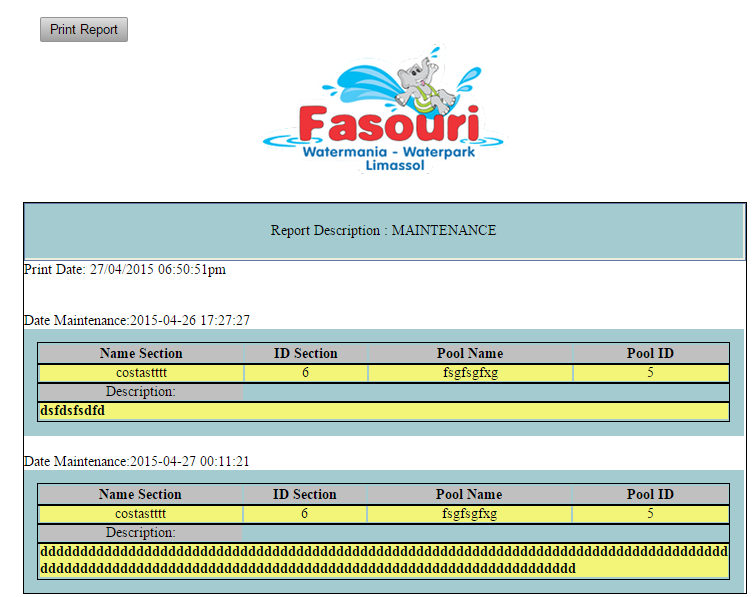 Print Report
Fasouri
Watermania - Waterpark
Limassol
Report Description : MAINTENANCE
Print Date: 27/04/2015 06:50:51pm
Date Maintenance:2015-04-26 17:27:27
Name Section ID Section Pool Name Pool ID
costastttt 6 fsgfsgfxg 5
Description:
dsfdsfsdfd
Date Maintenance:2015-04-27 00:11:21
Name Section ID Section Pool Name Pool ID
costastttt 6 fsgfsgfxg 5
Description:
dddddddddddddddddddddddddddddddddddddddddddddddddddddddddddddddddddddddddddddddddddddd
ddddddddddddddddddddddddddddddddddddddddddddddddddddddddddddddddddd